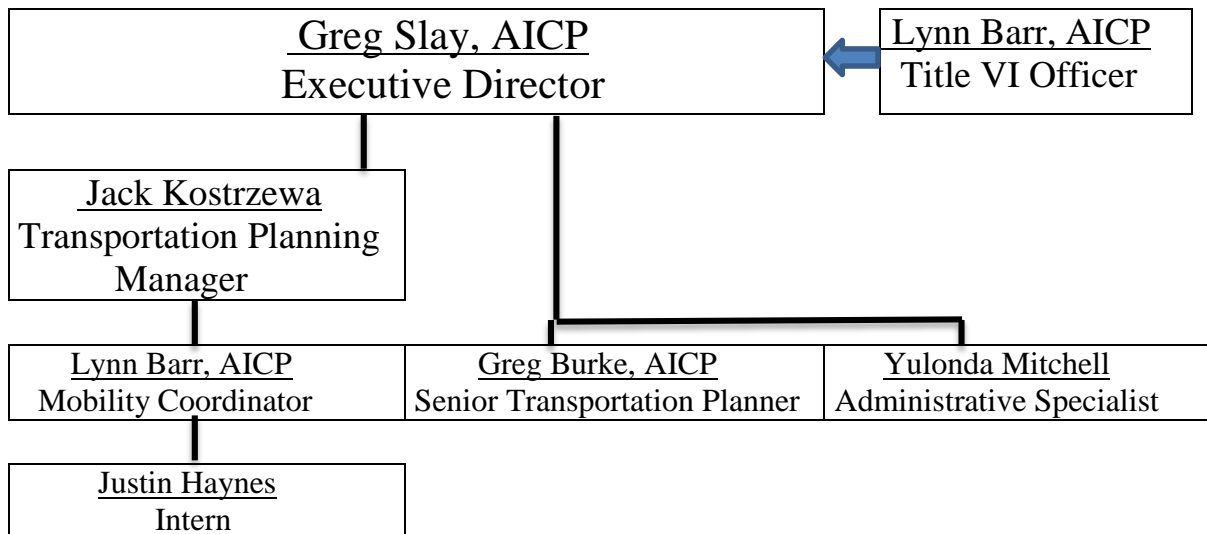 Greg Slay, AICP
Executive Director
Lynn Barr, AICP
Title VI Officer
Jack Kostrzewa
Transportation Planning
Manager
Lynn Barr, AICP
Mobility Coordinator
Greg Burke, AICP
Senior Transportation Planner
Yulonda Mitchell
Administrative Specialist
Justin Haynes
Intern